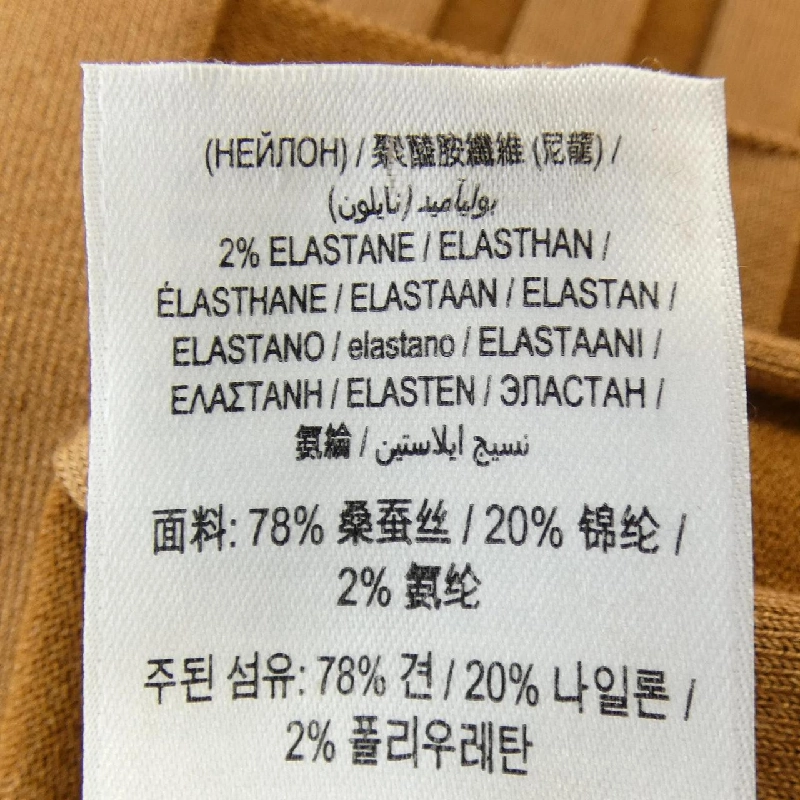 (НЕЙЛОН) / 聚醯胺纖維 (尼龍) /
بولياميد (نايلون)
2% ELASTANE / ELASTHAN /
ÉLASTHANE / ELASTAAN / ELASTAN /
ELASTANO / elastano / ELASTAANI /
ΕΛΑΣΤΑΝΗ / ELASTEN / ЭЛАСТАН /
氨綸 / نسيج ايلاستين
面料: 78% 桑蚕丝 / 20% 锦纶 /
2% 氨纶
주된 섬유: 78% 견 / 20% 나일론 /
2% 폴리우레탄